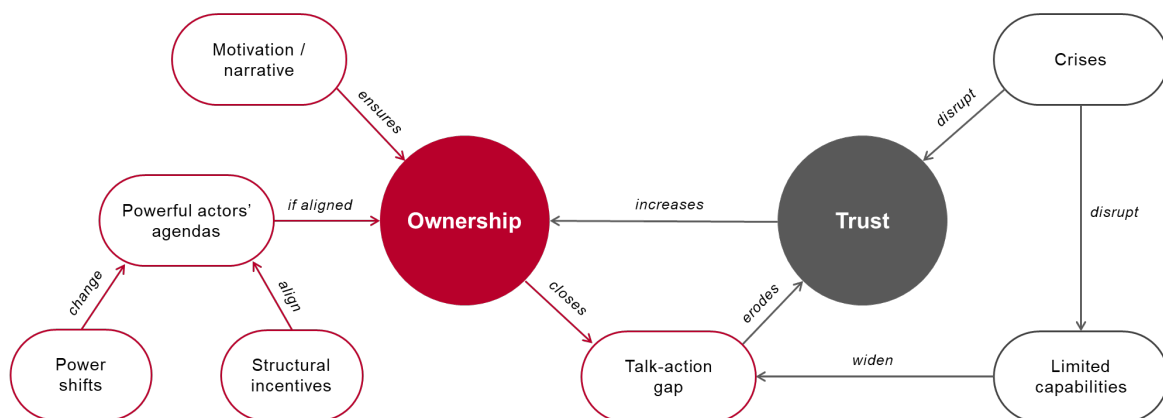 Motivation /
narrative
Crises
ensures
disrupt
Powerful actors’
agendas
if aligned
Ownership
increases
Trust
disrupt
change
align
closes
erodes
Power
shifts
Structural
incentives
Talk-action
gap
widen
Limited
capabilities